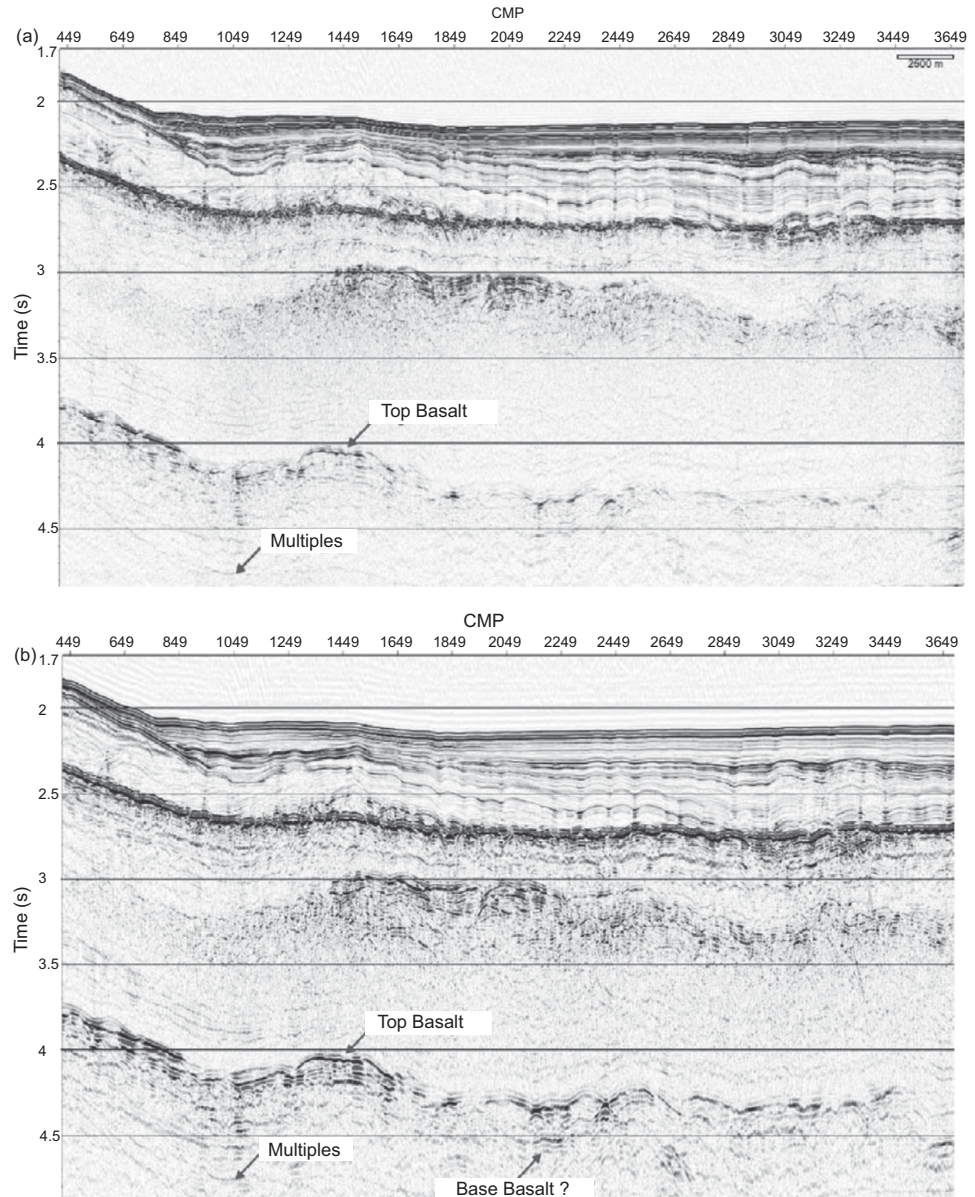 CMP
(a) 449 649 849 1049 1249 1449 1649 1849 2049 2249 2449 2649 2849 3049 3249 3449 3649
1.7
2500 m
2
2.5
3
Time (s)
3.5
Top Basalt
4
4.5
Multiples
CMP
449 649 849 1049 1249 1449 1649 1849 2049 2249 2449 2649 2849 3049 3249 3449 3649
(b) 1.7
2
2.5
3
Time (s)
3.5
Top Basalt
4
4.5
Multiples
Base Basalt ?